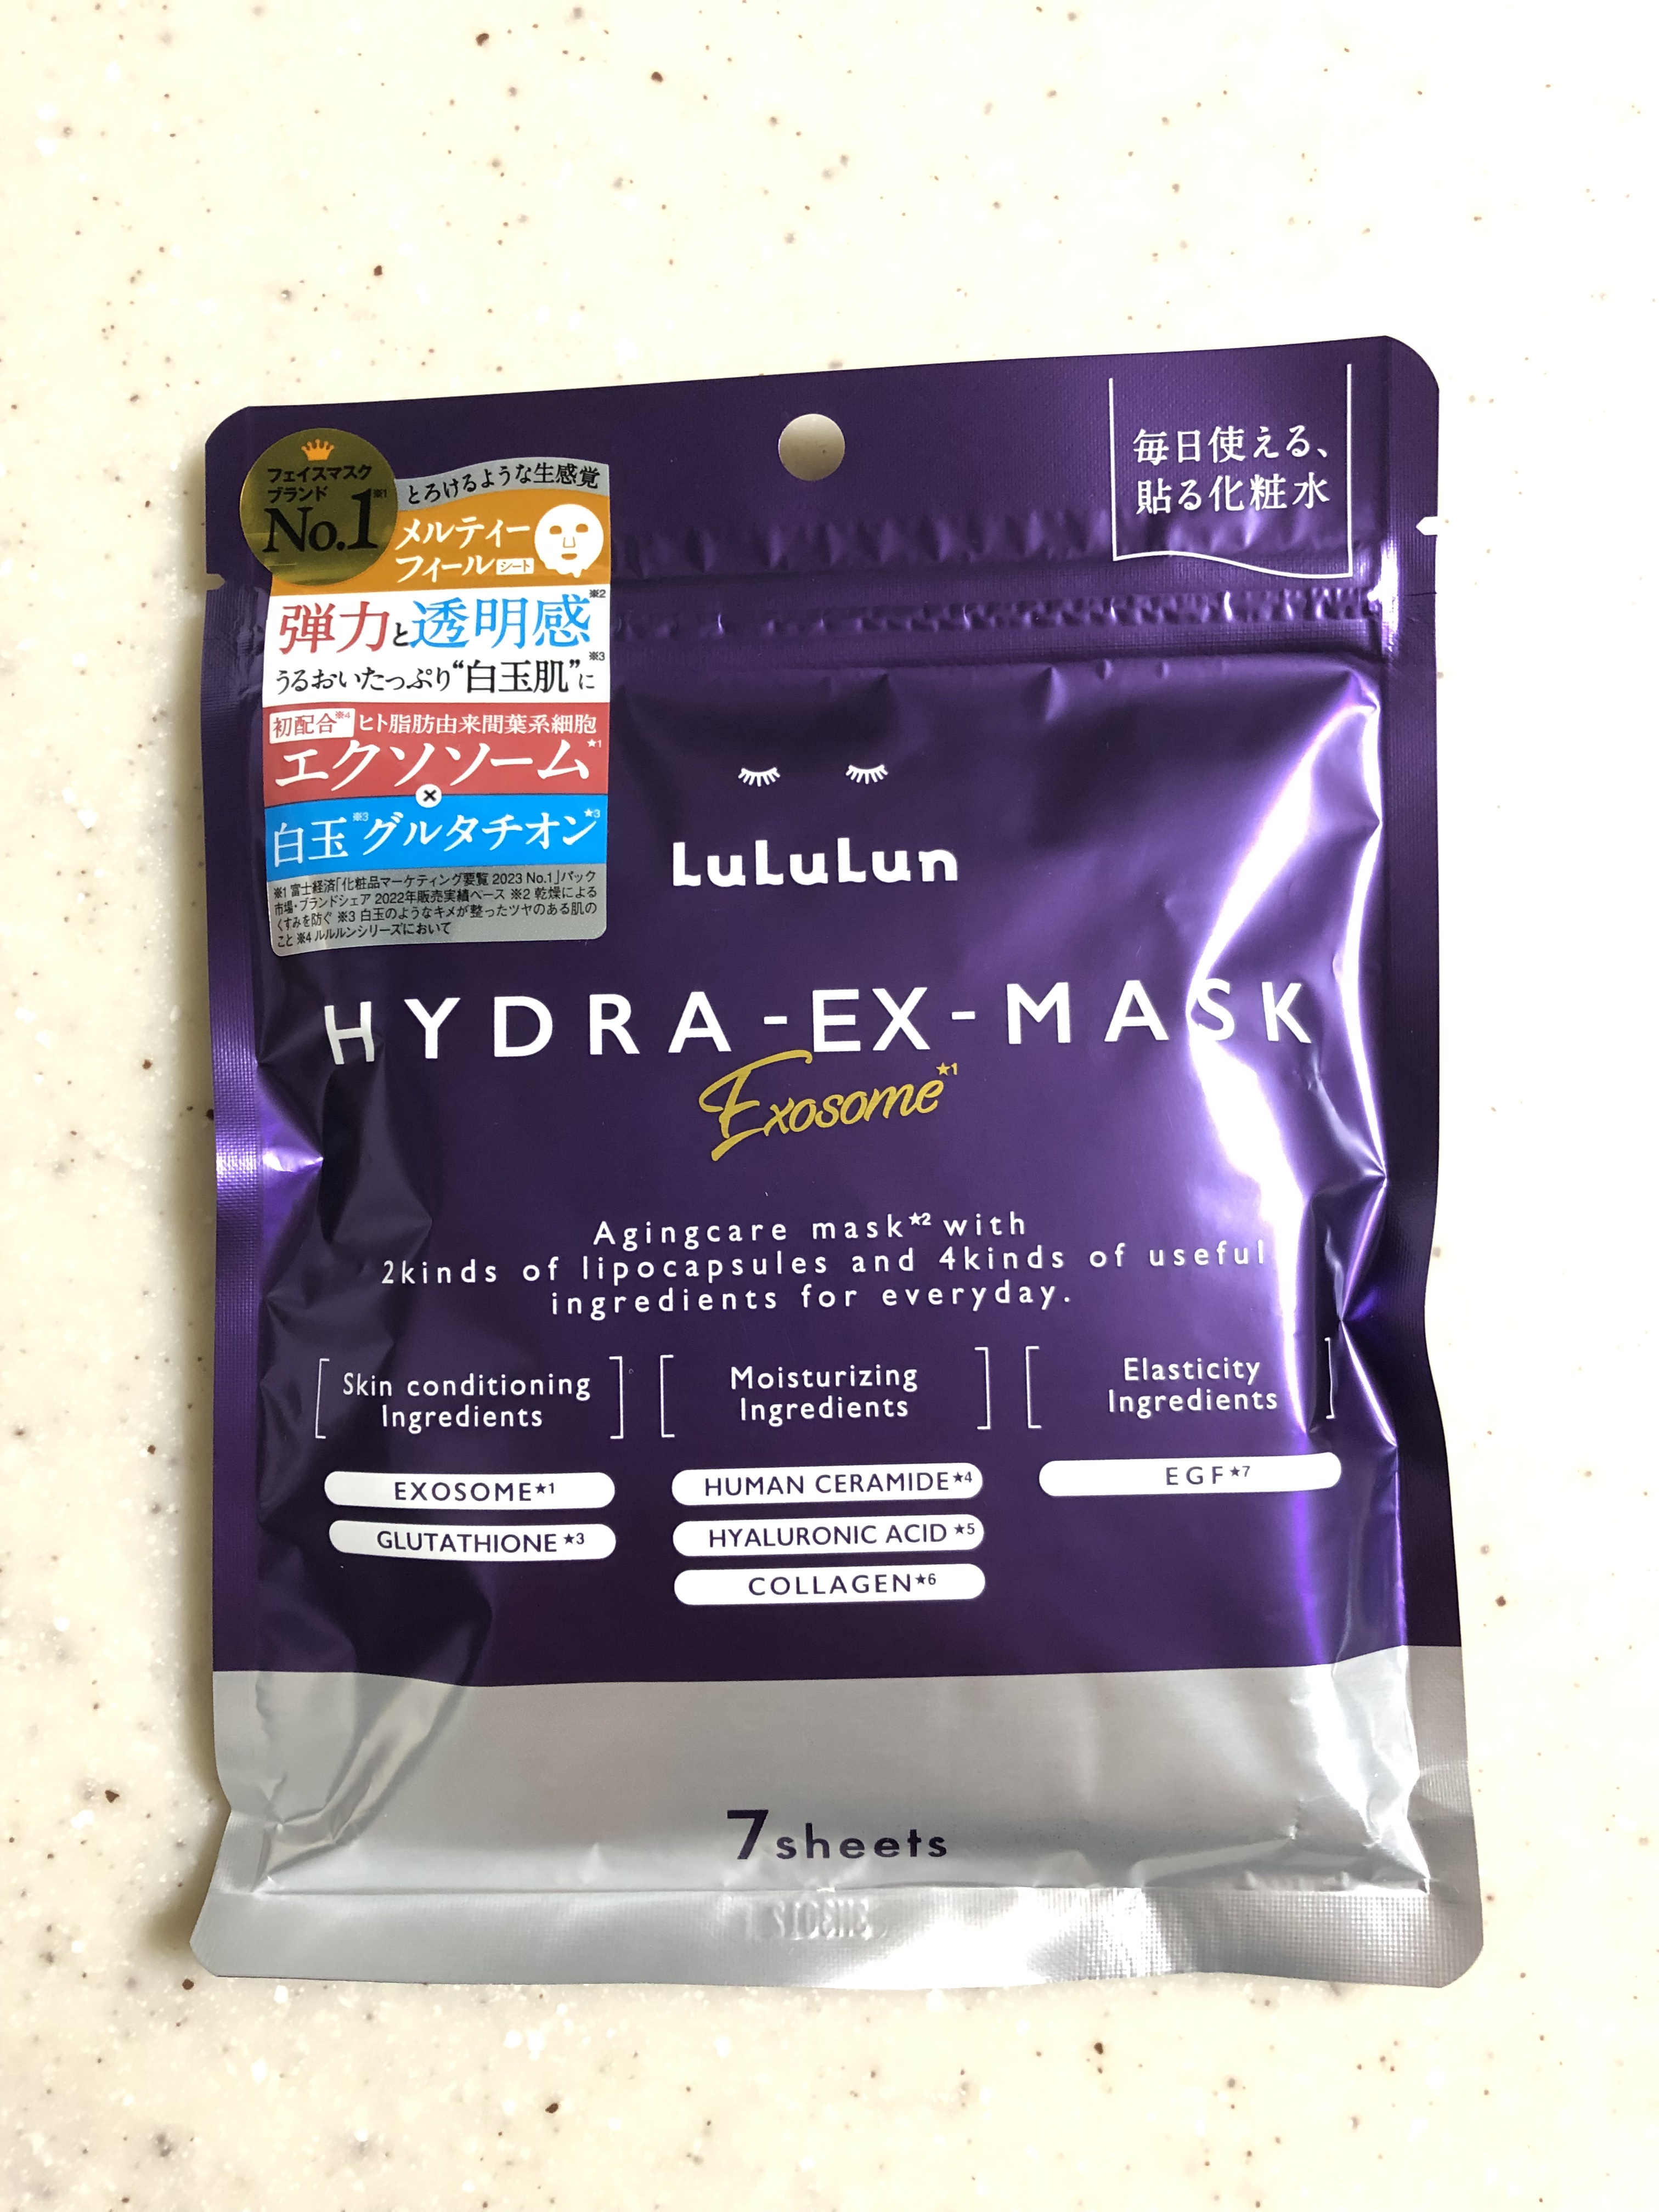 フェイスマスク
ブランド
No.1※1
とろけるような生感覚
メルティー
フィールシート
弾力と透明感※2
うるおいたっぷり“白玉肌”※3に
初配合※4 ヒト脂肪由来間葉系細胞
エクソソーム★1
×
白玉※3グルタチオン★3
※1 富士経済「化粧品マーケティング要覧 2023 No.1」パック
市場・ブランドシェア 2022年販売実績ベース ※2 乾燥による
くすみを防ぐ ※3 白玉のようなキメが整ったツヤのある肌の
こと ※4 ルルルンシリーズにおいて
毎日使える、
貼る化粧水
LuLuLun
HYDRA-EX-MASK
Exosome★1
Agingcare mask★2 with
2kinds of lipocapsules and 4kinds of useful
ingredients for everyday.
Skin conditioning
Ingredients
EXOSOME★1
GLUTATHIONE★3
Moisturizing
Ingredients
HUMAN CERAMIDE★4
HYALURONIC ACID★5
COLLAGEN★6
Elasticity
Ingredients
EGF★7
7sheets